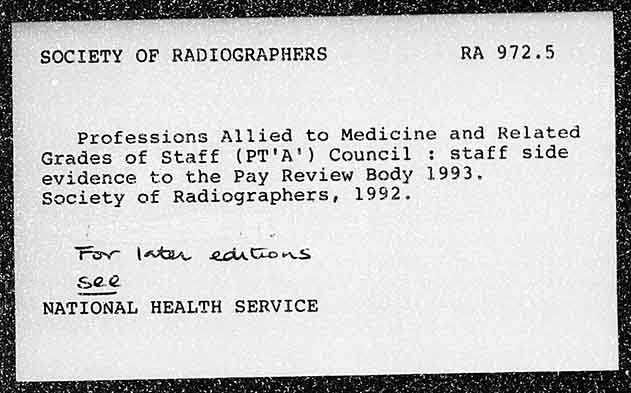 SOCIETY OF RADIOGRAPHERS RA 972.5
Professions Allied to Medicine and Related
Grades of Staff (PT'A') Council : staff side
evidence to the Pay Review Body 1993.
Society of Radiographers, 1992.
For later editions
see
NATIONAL HEALTH SERVICE